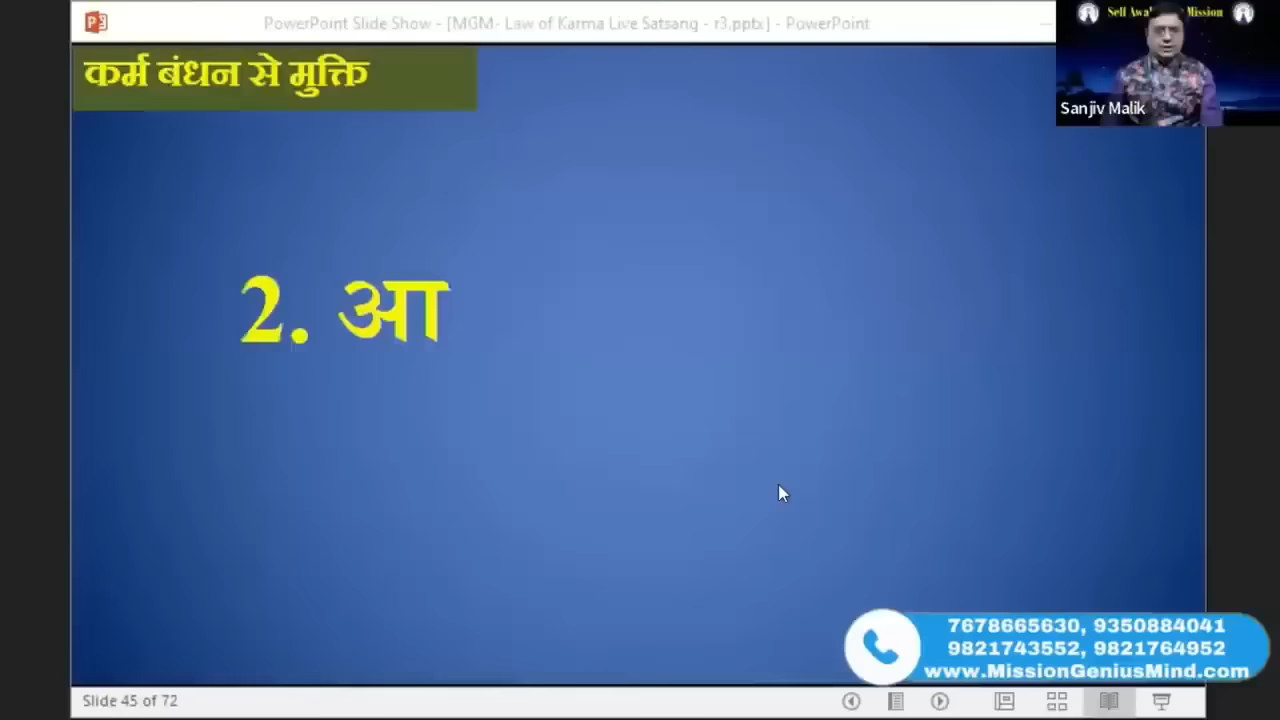 PowerPoint Slide Show - [MGM- Law of Karma Live Satsang - r3.pptx] - PowerPoint
Sanjiv Malik
कर्म बंधन से मुक्ति
2. आ
7678665630, 9350884041
9821743552, 9821764952
www.MissionGeniusMind.com
Slide 45 of 72